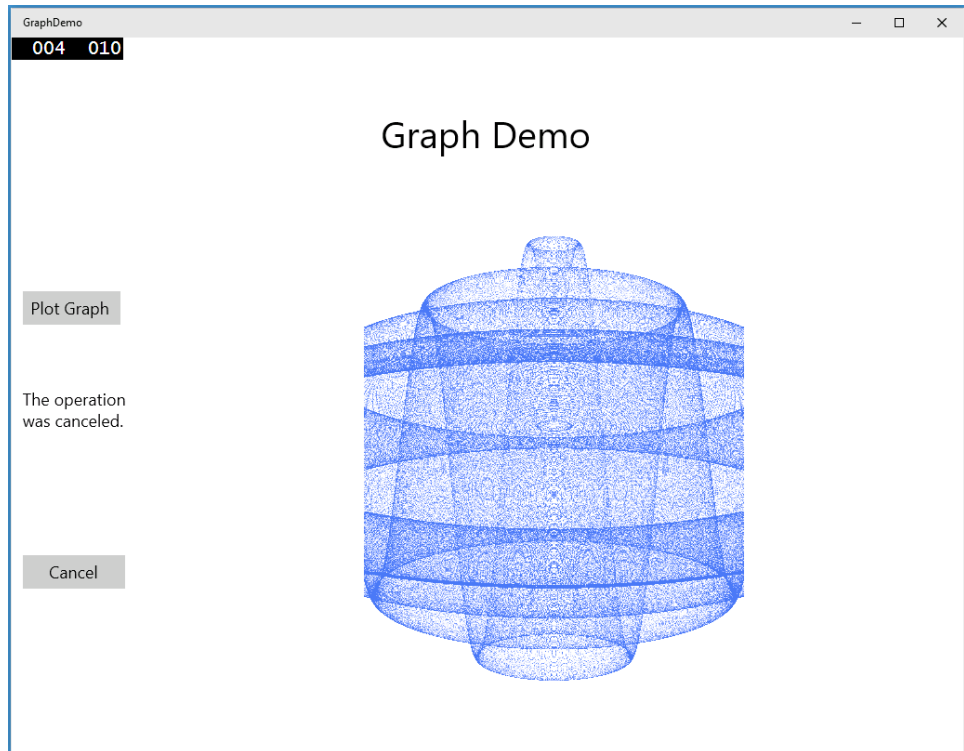 GraphDemo
004 010
Graph Demo
Plot Graph
The operation
was canceled.
Cancel